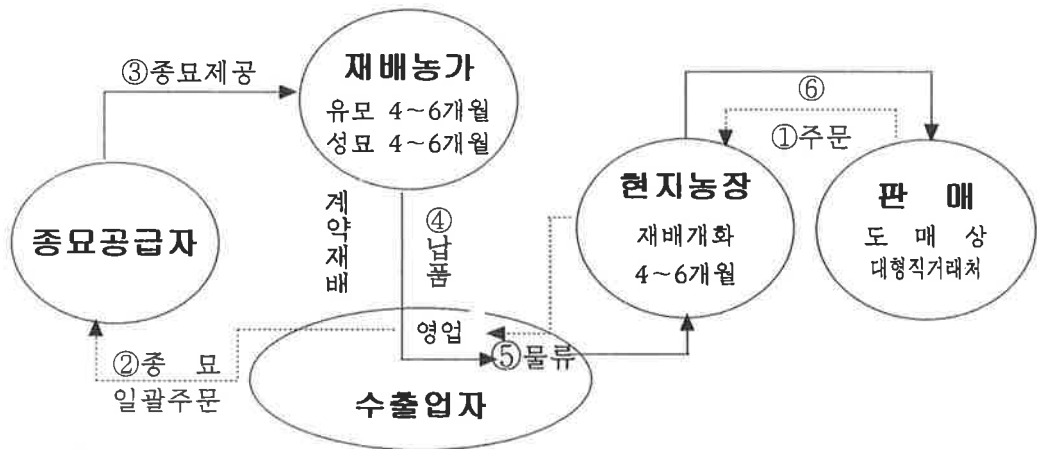 ③종묘제공
재배농가
유모 4~6개월
성묘 4~6개월
⑥
①주문
현지농장
재배개화
4~6개월
판 매
도 매 상
대형직거래처
종묘공급자
계약재배
④납품
영업
⑤물류
②종 묘
일괄주문
수출업자